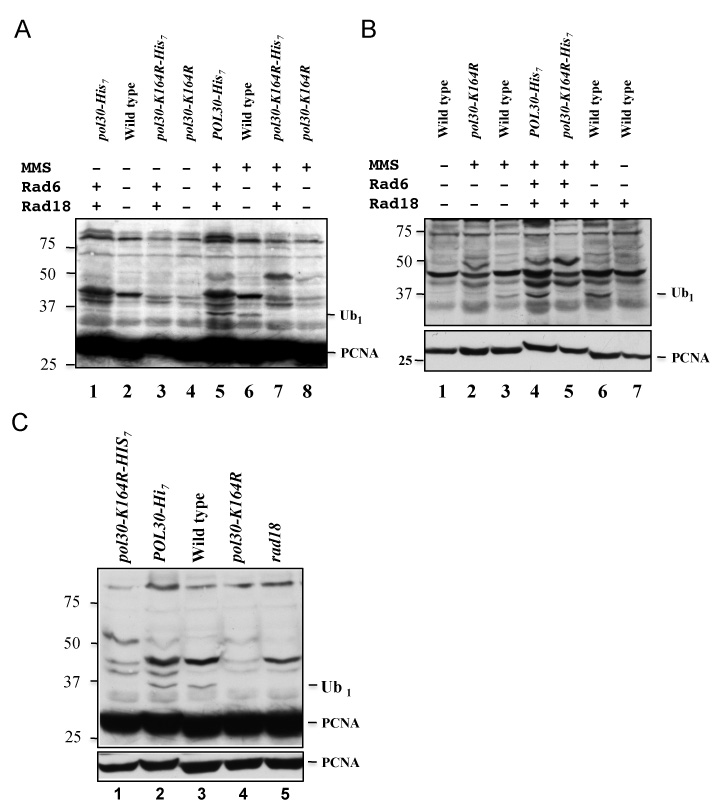 A
pol30-His7 Wild type pol30-K164R-His7 pol30-K164R POL30-His7 Wild type pol30-K164R-His7 pol30-K164R
MMS – – – – + + + +
Rad6 + – + – + – + –
Rad18 + – + – + – + –
75
50
37
25
Ub1
PCNA
1 2 3 4 5 6 7 8
B
Wild type pol30-K164R Wild type POL30-His7 pol30-K164R-His7 Wild type Wild type
MMS – + + + + + –
Rad6 – – – + + – –
Rad18 – – – + + + +
75
50
37
25
Ub1
PCNA
1 2 3 4 5 6 7
C
pol30-K164R-HIS7 POL30-Hi7 Wild type pol30-K164R rad18
75
50
37
25
Ub 1
PCNA
PCNA
1 2 3 4 5